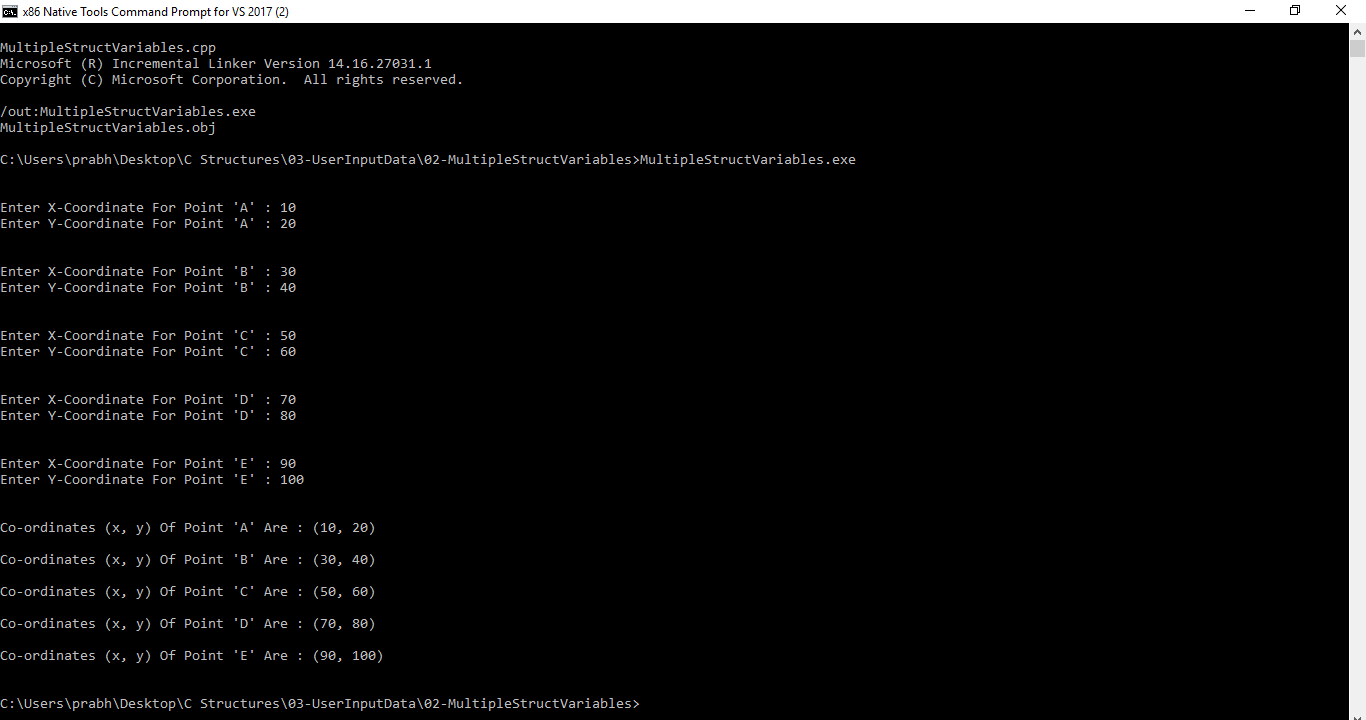 x86 Native Tools Command Prompt for VS 2017 (2)
MultipleStructVariables.cpp
Microsoft (R) Incremental Linker Version 14.16.27031.1
Copyright (C) Microsoft Corporation.  All rights reserved.
/out:MultipleStructVariables.exe
MultipleStructVariables.obj
C:\Users\prabh\Desktop\C Structures\03-UserInputData\02-MultipleStructVariables>MultipleStructVariables.exe
Enter X-Coordinate For Point 'A' : 10
Enter Y-Coordinate For Point 'A' : 20
Enter X-Coordinate For Point 'B' : 30
Enter Y-Coordinate For Point 'B' : 40
Enter X-Coordinate For Point 'C' : 50
Enter Y-Coordinate For Point 'C' : 60
Enter X-Coordinate For Point 'D' : 70
Enter Y-Coordinate For Point 'D' : 80
Enter X-Coordinate For Point 'E' : 90
Enter Y-Coordinate For Point 'E' : 100
Co-ordinates (x, y) Of Point 'A' Are : (10, 20)
Co-ordinates (x, y) Of Point 'B' Are : (30, 40)
Co-ordinates (x, y) Of Point 'C' Are : (50, 60)
Co-ordinates (x, y) Of Point 'D' Are : (70, 80)
Co-ordinates (x, y) Of Point 'E' Are : (90, 100)
C:\Users\prabh\Desktop\C Structures\03-UserInputData\02-MultipleStructVariables>